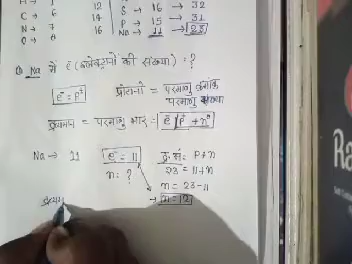 H → 1
C → 6 12 S → 16 → 32
N → 7 14 P → 15 → 31
O → 8 16 Na → 11 → 23
Na में e̅ (इलेक्ट्रानो की संख्या) = ?
e⁻ = p⁺ प्रोटानो = परमाणु क्रमांक
परमाणु संख्या
द्रव्यमान = परमाणु भार = e̅ p⁺ + n°
Na → 11 e⁻ = 11 द्र. सं. = p + n
n = ? 23 = 11 + n
n = 23 - 11
→ n = 12